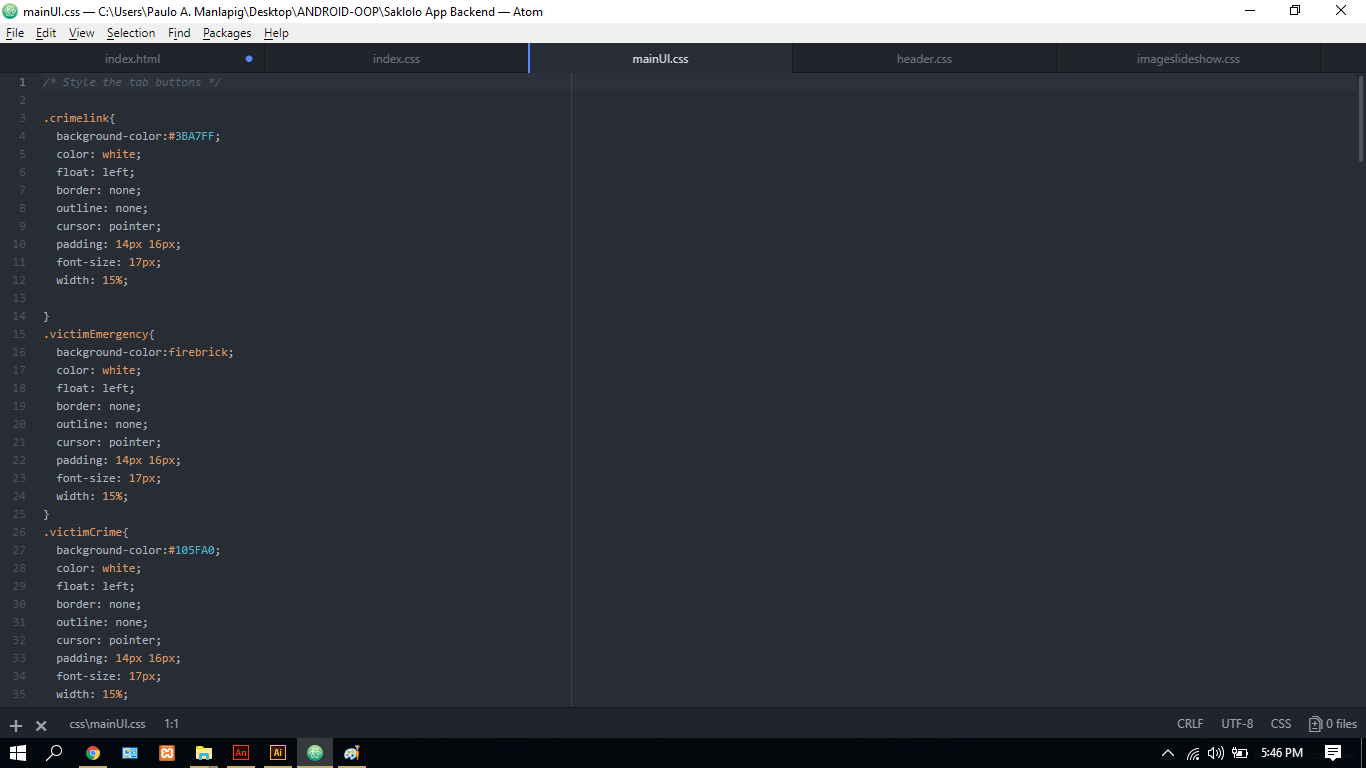 mainUI.css — C:\Users\Paulo A. Manlapig\Desktop\ANDROID-OOP\Saklolo App Backend — Atom
File Edit View Selection Find Packages Help
index.html index.css mainUI.css header.css imageslideshow.css
1 /* Style the tab buttons */
2
3 .crimelink{
4 background-color:#3BA7FF;
5 color: white;
6 float: left;
7 border: none;
8 outline: none;
9 cursor: pointer;
10 padding: 14px 16px;
11 font-size: 17px;
12 width: 15%;
13
14 }
15 .victimEmergency{
16 background-color:firebrick;
17 color: white;
18 float: left;
19 border: none;
20 outline: none;
21 cursor: pointer;
22 padding: 14px 16px;
23 font-size: 17px;
24 width: 15%;
25 }
26 .victimCrime{
27 background-color:#105FA0;
28 color: white;
29 float: left;
30 border: none;
31 outline: none;
32 cursor: pointer;
33 padding: 14px 16px;
34 font-size: 17px;
35 width: 15%;
css\mainUI.css 1:1 CRLF UTF-8 CSS 0 files
An Ai 5:46 PM